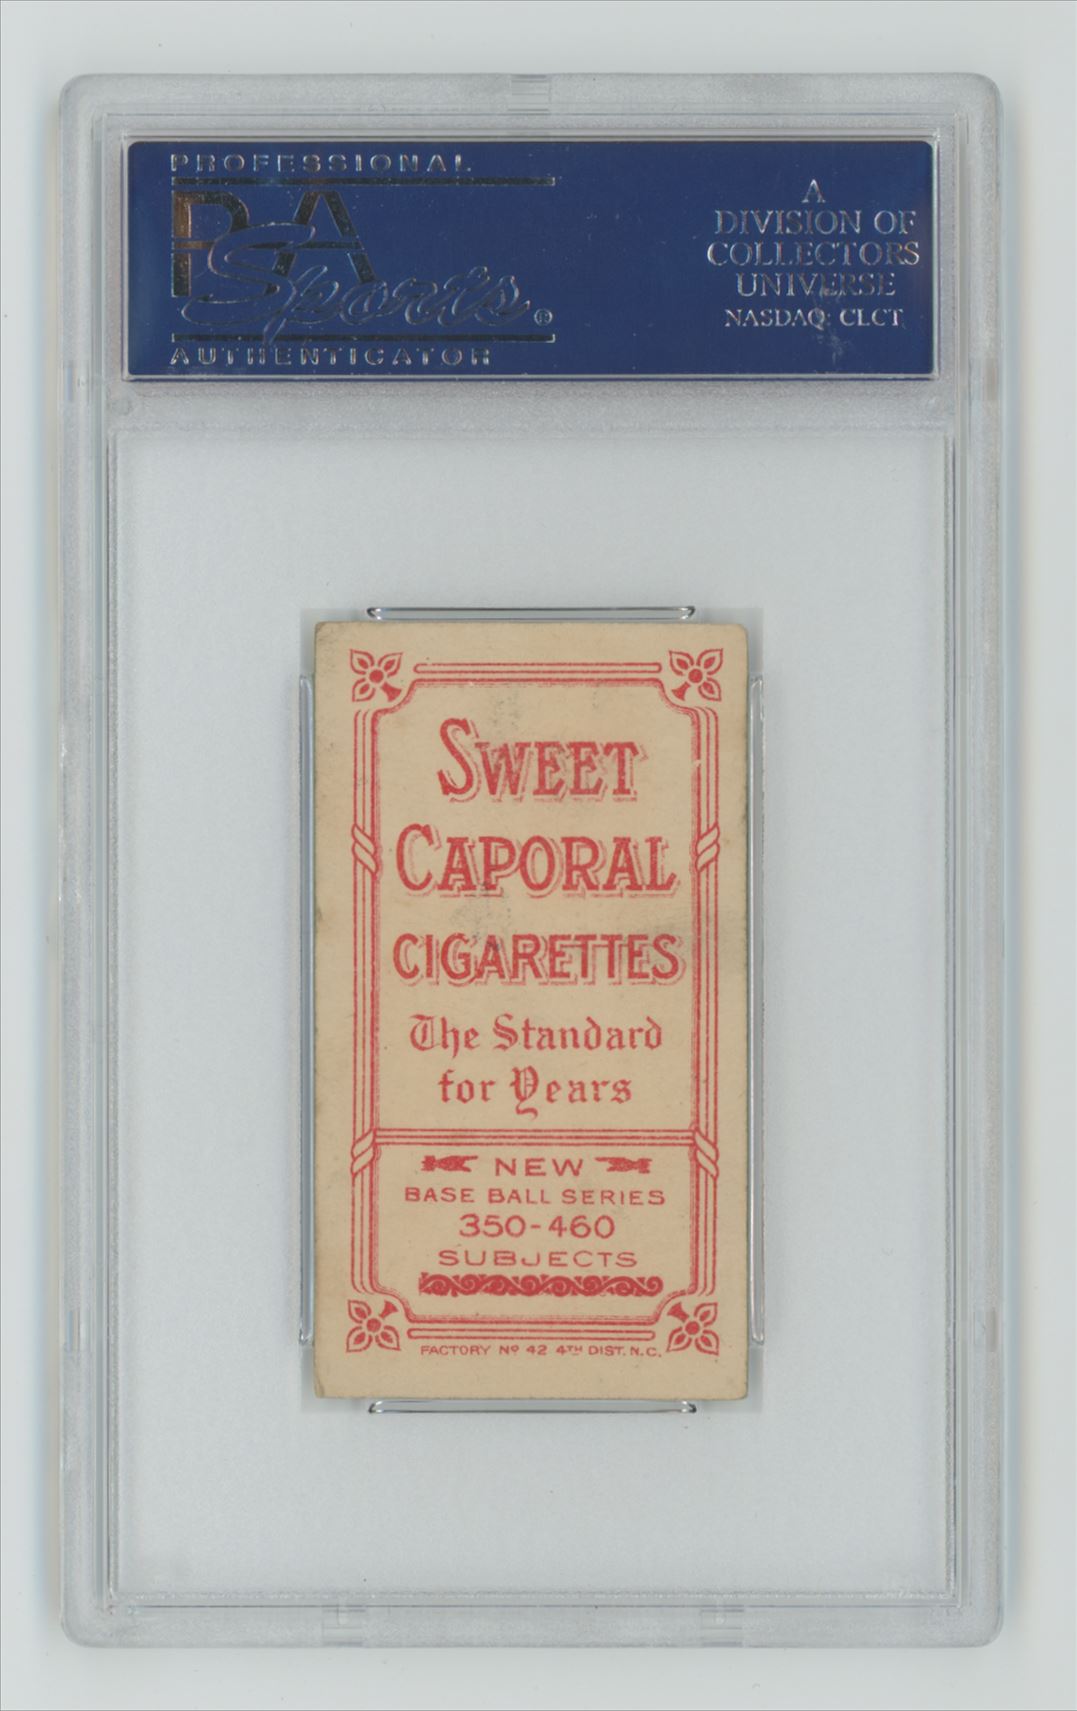 PROFESSIONAL
PSA
Sports®
AUTHENTICATOR
A
DIVISION OF
COLLECTORS
UNIVERSE
NASDAQ: CLCT
SWEET
CAPORAL
CIGARETTES
The Standard
for Years
NEW
BASE BALL SERIES
350-460
SUBJECTS
FACTORY Nº 42 4TH DIST. N.C.